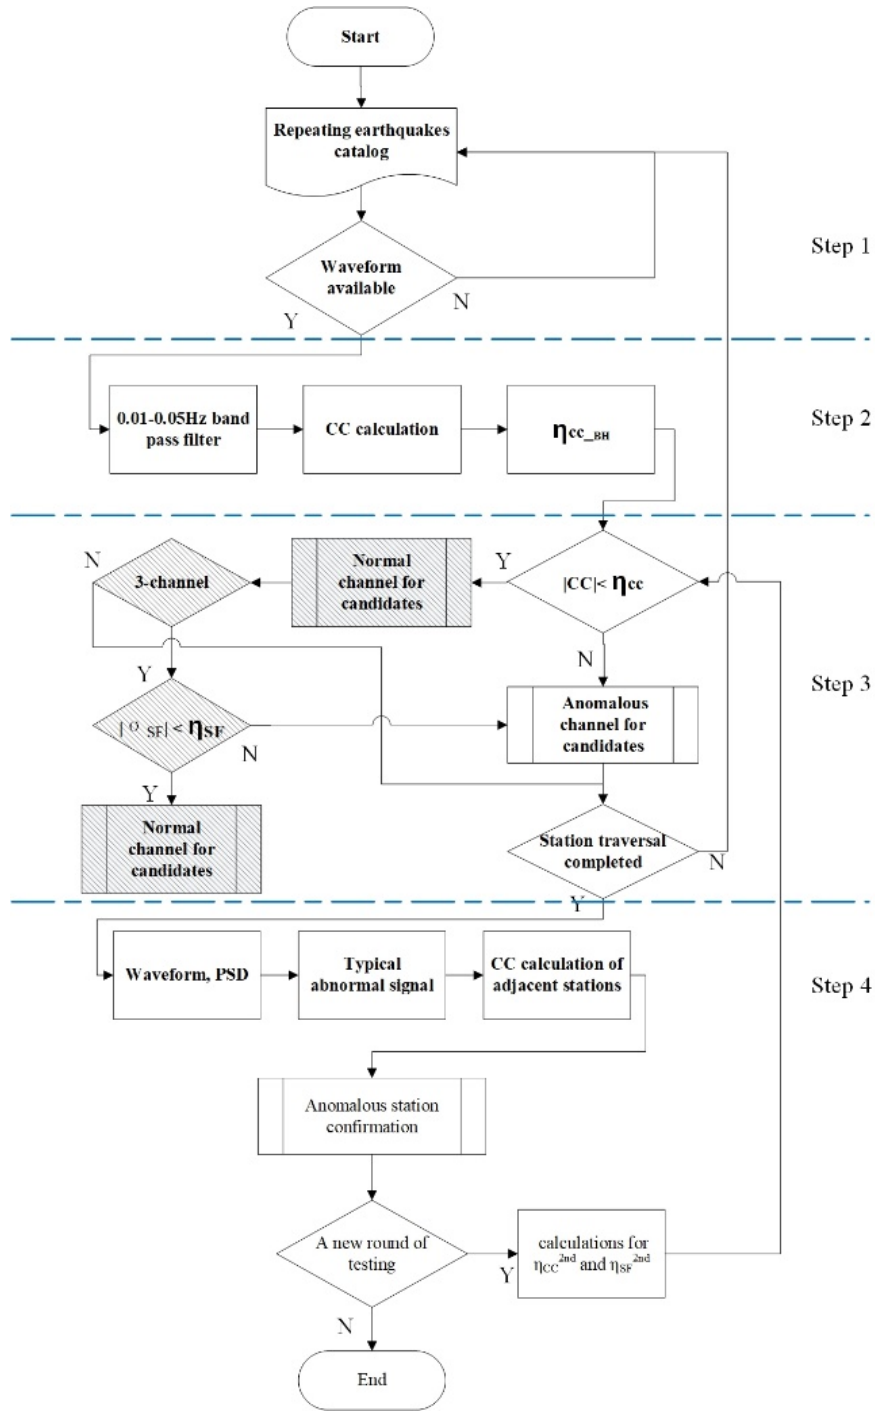 Start
Repeating earthquakes
catalog
Step 1
Waveform
available
N
Y
0.01-0.05Hz band
pass filter
CC calculation
ηcc_BH
Step 2
N
3-channel
Normal
channel for
candidates
Y
|CC|< ηcc
N
Y
Step 3
| σ SF| < ηSF
N
Anomalous
channel for
candidates
Y
Normal
channel for
candidates
Station traversal
completed
N
Y
Waveform, PSD
Typical
abnormal signal
CC calculation of
adjacent stations
Step 4
Anomalous station
confirmation
A new round of
testing
Y
calculations for
ηCC²ⁿᵈ and ηSF²ⁿᵈ
N
End